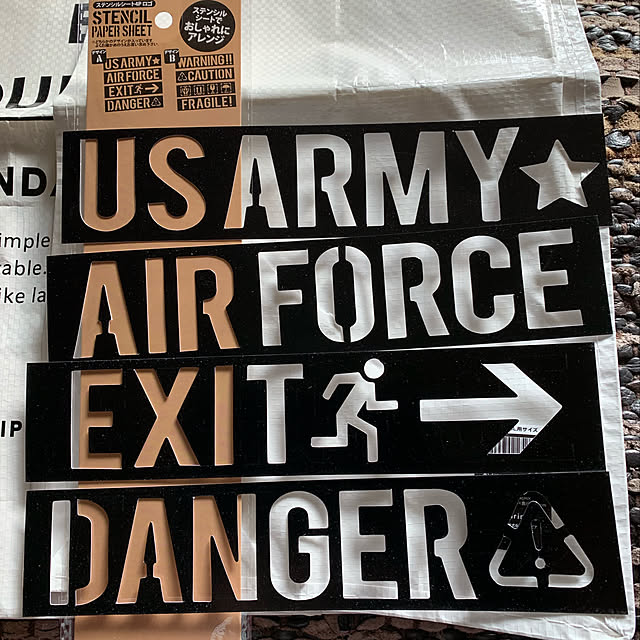 ステンシルシート4P ロゴ
STENCIL
PAPER SHEET
ステンシル
シートで
おしゃれに
アレンジ
A
US ARMY★
AIR FORCE
EXIT
DANGER
B
WARNING!!
CAUTION
FRAGILE!
US ARMY★
AIR FORCE
EXIT
DANGER
imple
able.
ike la
IP